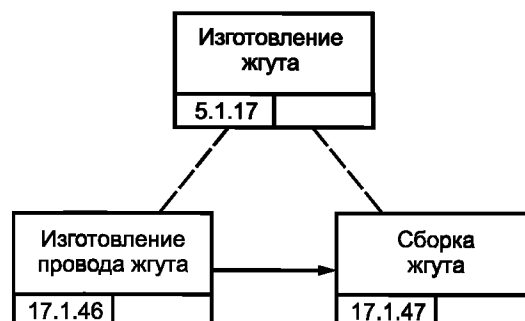 Изготовление
жгута
5.1.17
Изготовление
провода жгута
17.1.46
Сборка
жгута
17.1.47